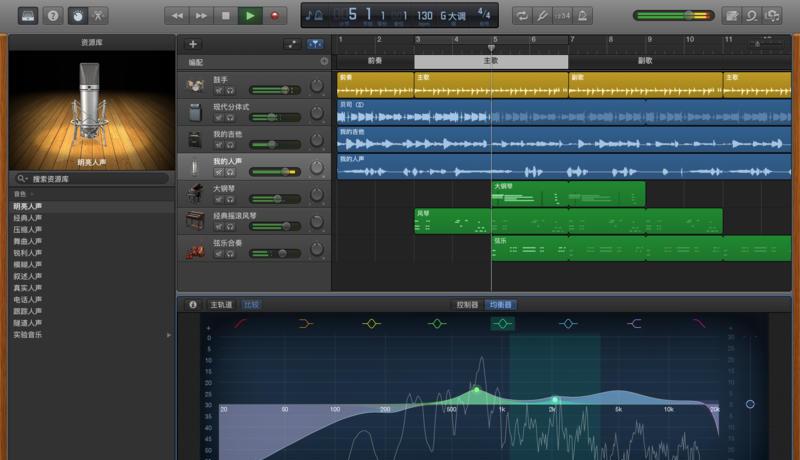 5 1 1 1 130 G 大调 4/4
1234
资源库
1 2 3 4 5 6 7 8 9 10 11
编配
前奏 主歌 副歌
明亮人声
搜索资源库
音色
明亮人声
经典人声
压缩人声
舞曲人声
锐利人声
模糊人声
叙述人声
真实人声
电话人声
跟踪人声
隧道人声
实验音乐
鼓手
现代分体式
我的吉他
我的人声
大钢琴
经典摇滚风琴
弦乐合奏
前奏 主歌 副歌 主歌
贝司
我的吉他
我的人声
大钢琴
风琴
弦乐
主轨道 比较 控制器 均衡器
+ +
0 5 10 15 20 25 30 35 40 45 50
30 25 20 15 10 5 0
20 50 100 200 500 1k 2k 5k 10k 20k